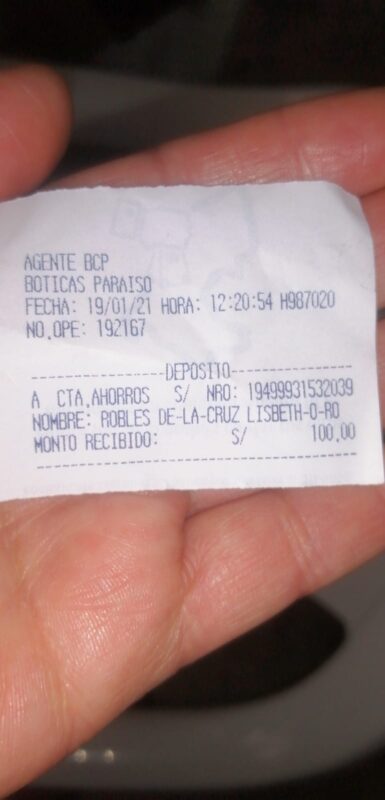 AGENTE BCP
BOTICAS PARAISO
FECHA: 19/01/21 HORA: 12:20:54 H987020
NO.OPE: 192167
------------------DEPOSITO------------------
A CTA.AHORROS S/ NRO: 19499931532039
NOMBRE: ROBLES DE-LA-CRUZ LISBETH-O-RO
MONTO RECIBIDO: S/ 100.00
--------------------------------------------